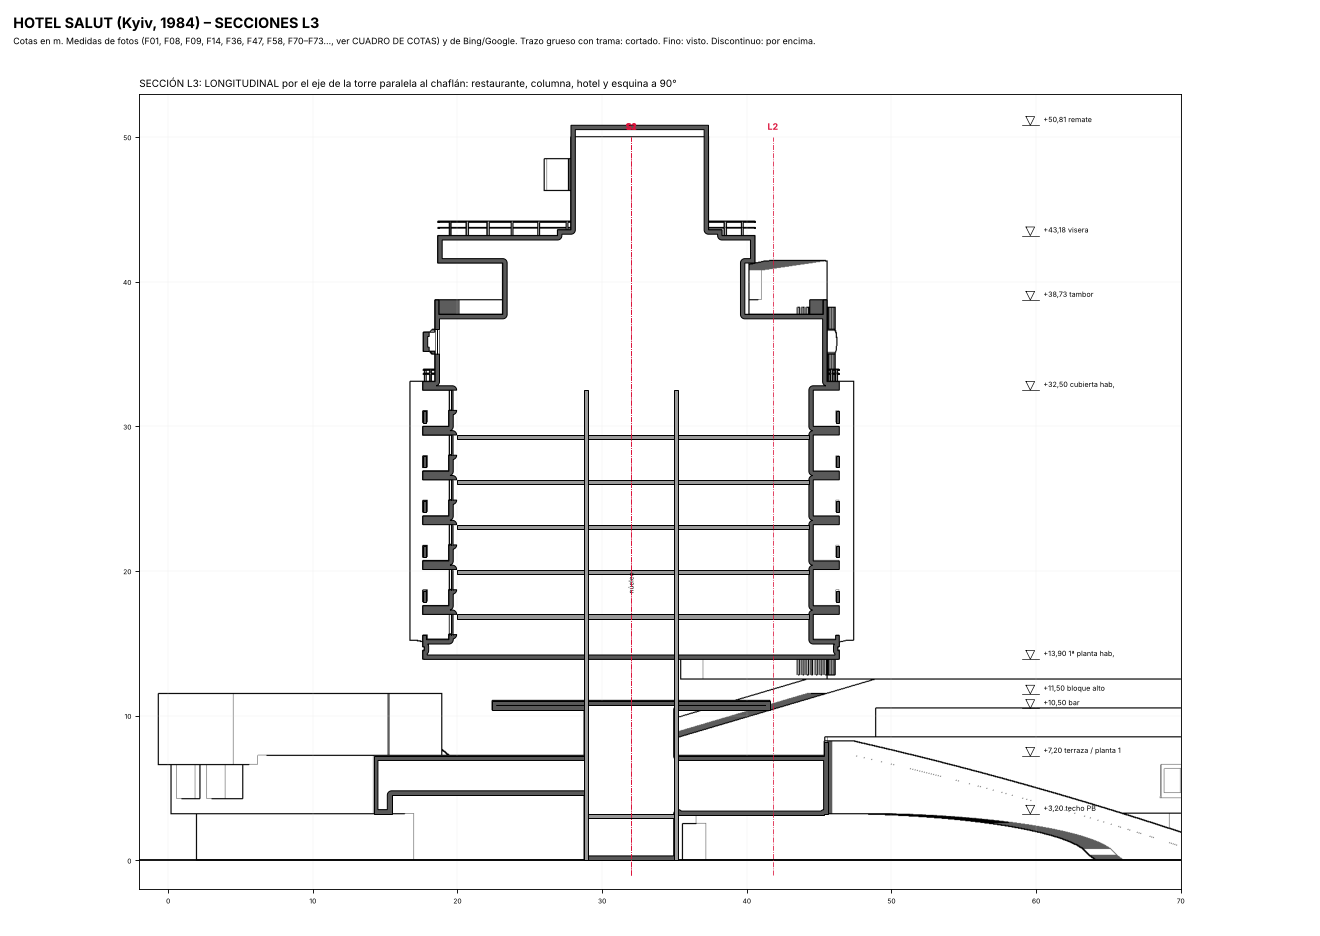 HOTEL SALUT (Kyiv, 1984) – SECCIONES L3
Cotas en m. Medidas de fotos (F01, F08, F09, F14, F36, F47, F58, F70–F73..., ver CUADRO DE COTAS) y de Bing/Google. Trazo grueso con trama: cortado. Fino: visto. Discontinuo: por encima.
SECCIÓN L3: LONGITUDINAL por el eje de la torre paralela al chaflán: restaurante, columna, hotel y esquina a 90°
+50,81 remate
L2
50
+43,18 visera
40
+38,73 tambor
+32,50 cubierta hab,
30
20
núcleo
+13,90 1ª planta hab,
+11,50 bloque alto
+10,50 bar
10
+7,20 terraza / planta 1
+3,20 techo PB
0
0 10 20 30 40 50 60 70